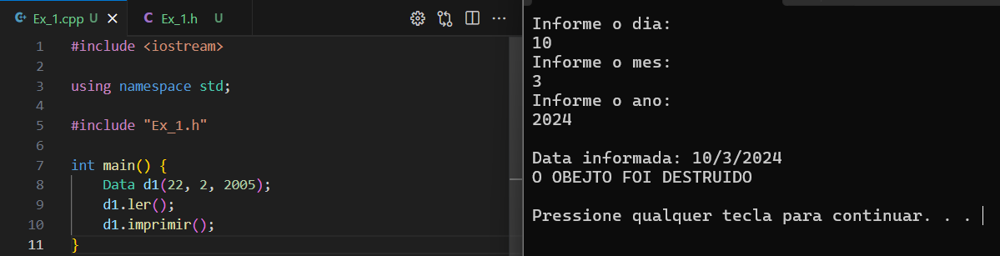 Ex_1.cpp U
Ex_1.h U
1 #include <iostream>
2
3 using namespace std;
4
5 #include "Ex_1.h"
6
7 int main() {
8 Data d1(22, 2, 2005);
9 d1.ler();
10 d1.imprimir();
11 }
Informe o dia:
10
Informe o mes:
3
Informe o ano:
2024
Data informada: 10/3/2024
O OBEJTO FOI DESTRUIDO
Pressione qualquer tecla para continuar. . .